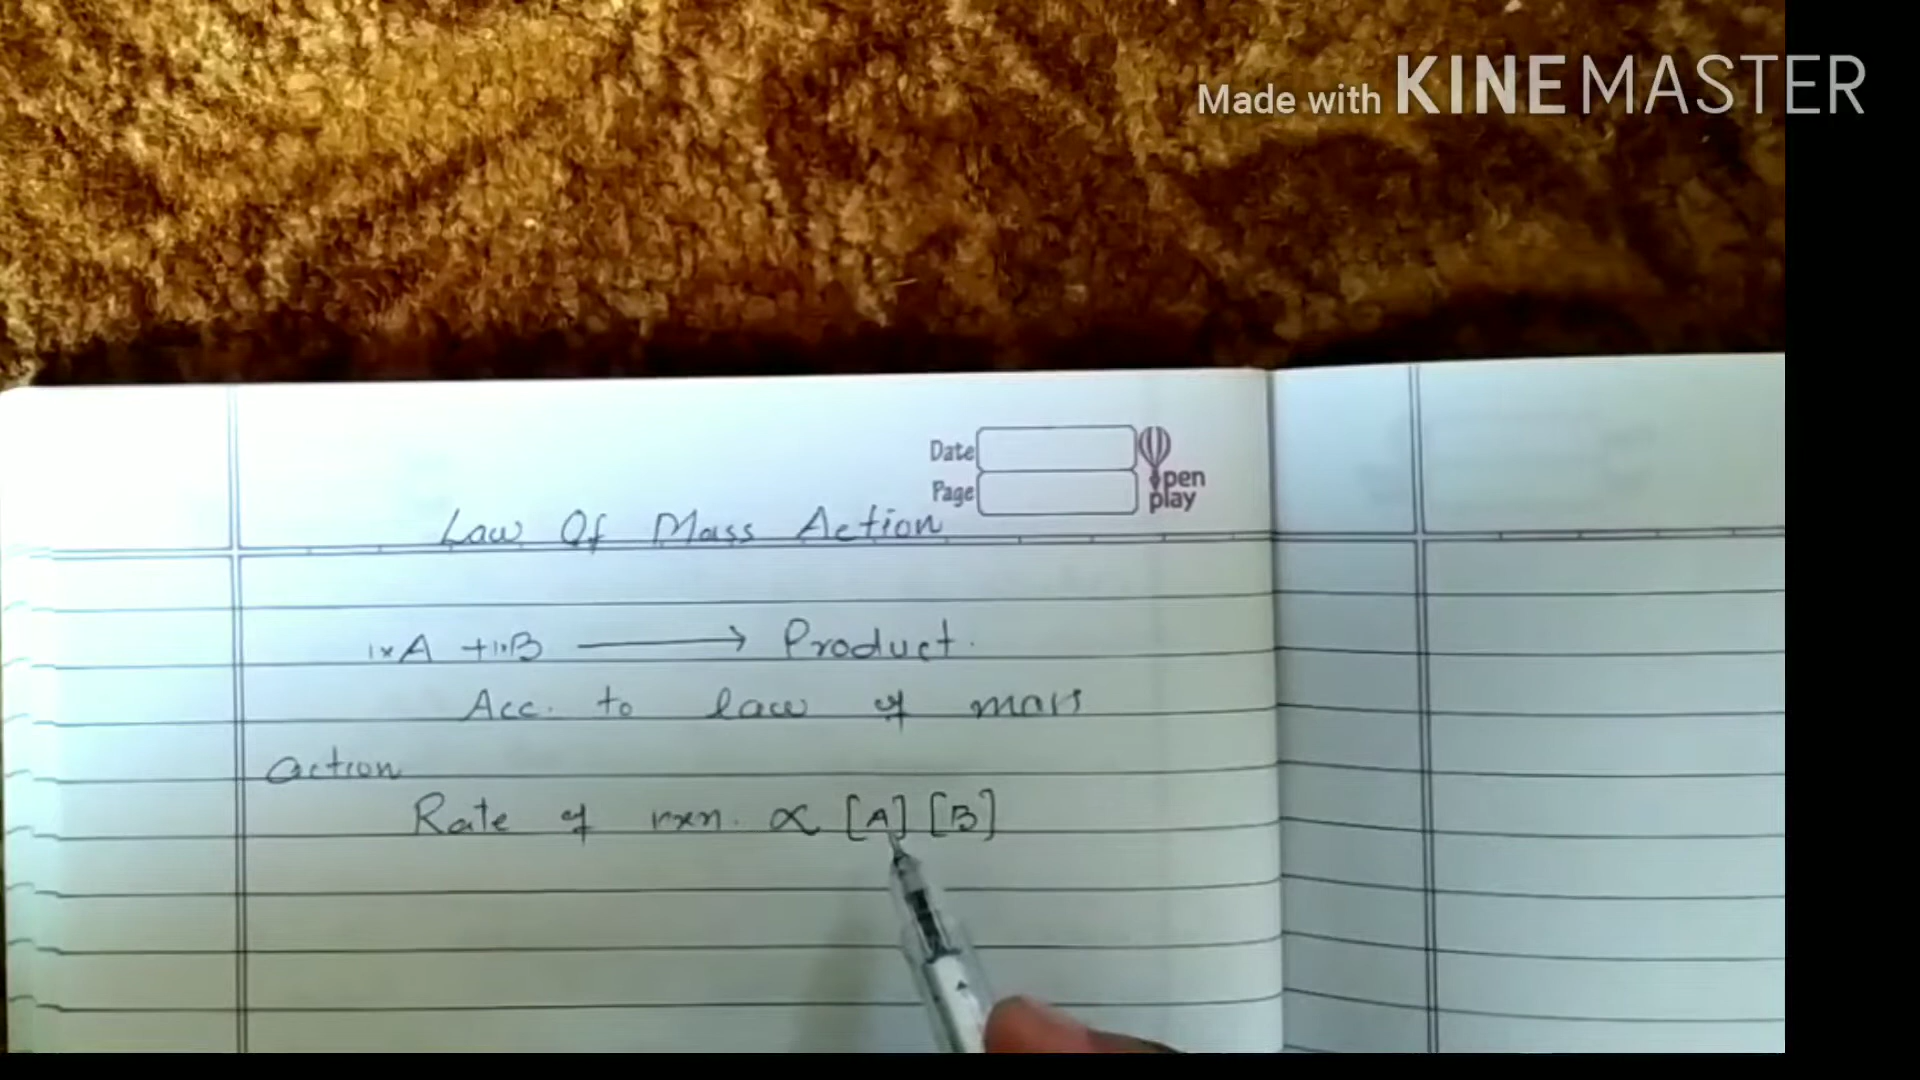 Made with KINEMASTER
Date
Page
pen play
Law Of Mass Action
1×A +1×B ⟶ Product.
Acc. to law of mass
action
Rate of rxn. ∝ [A] [B]